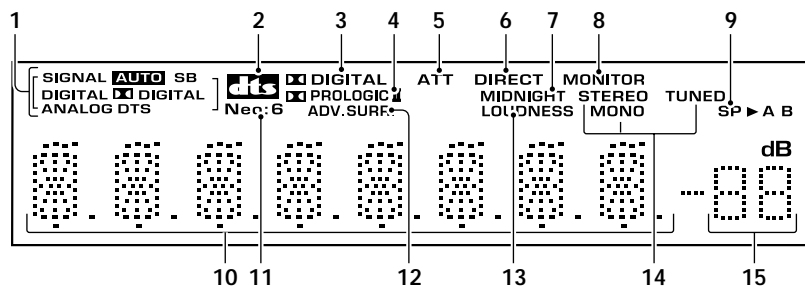 1 2 3 4 5 6 7 8 9
SIGNAL AUTO SB dts DIGITAL ATT DIRECT MONITOR
DIGITAL DIGITAL PROLOGIC II MIDNIGHT STEREO TUNED
ANALOG DTS Neo:6 ADV.SURR. LOUDNESS MONO SP ► A B
dB
10 11 12 13 14 15